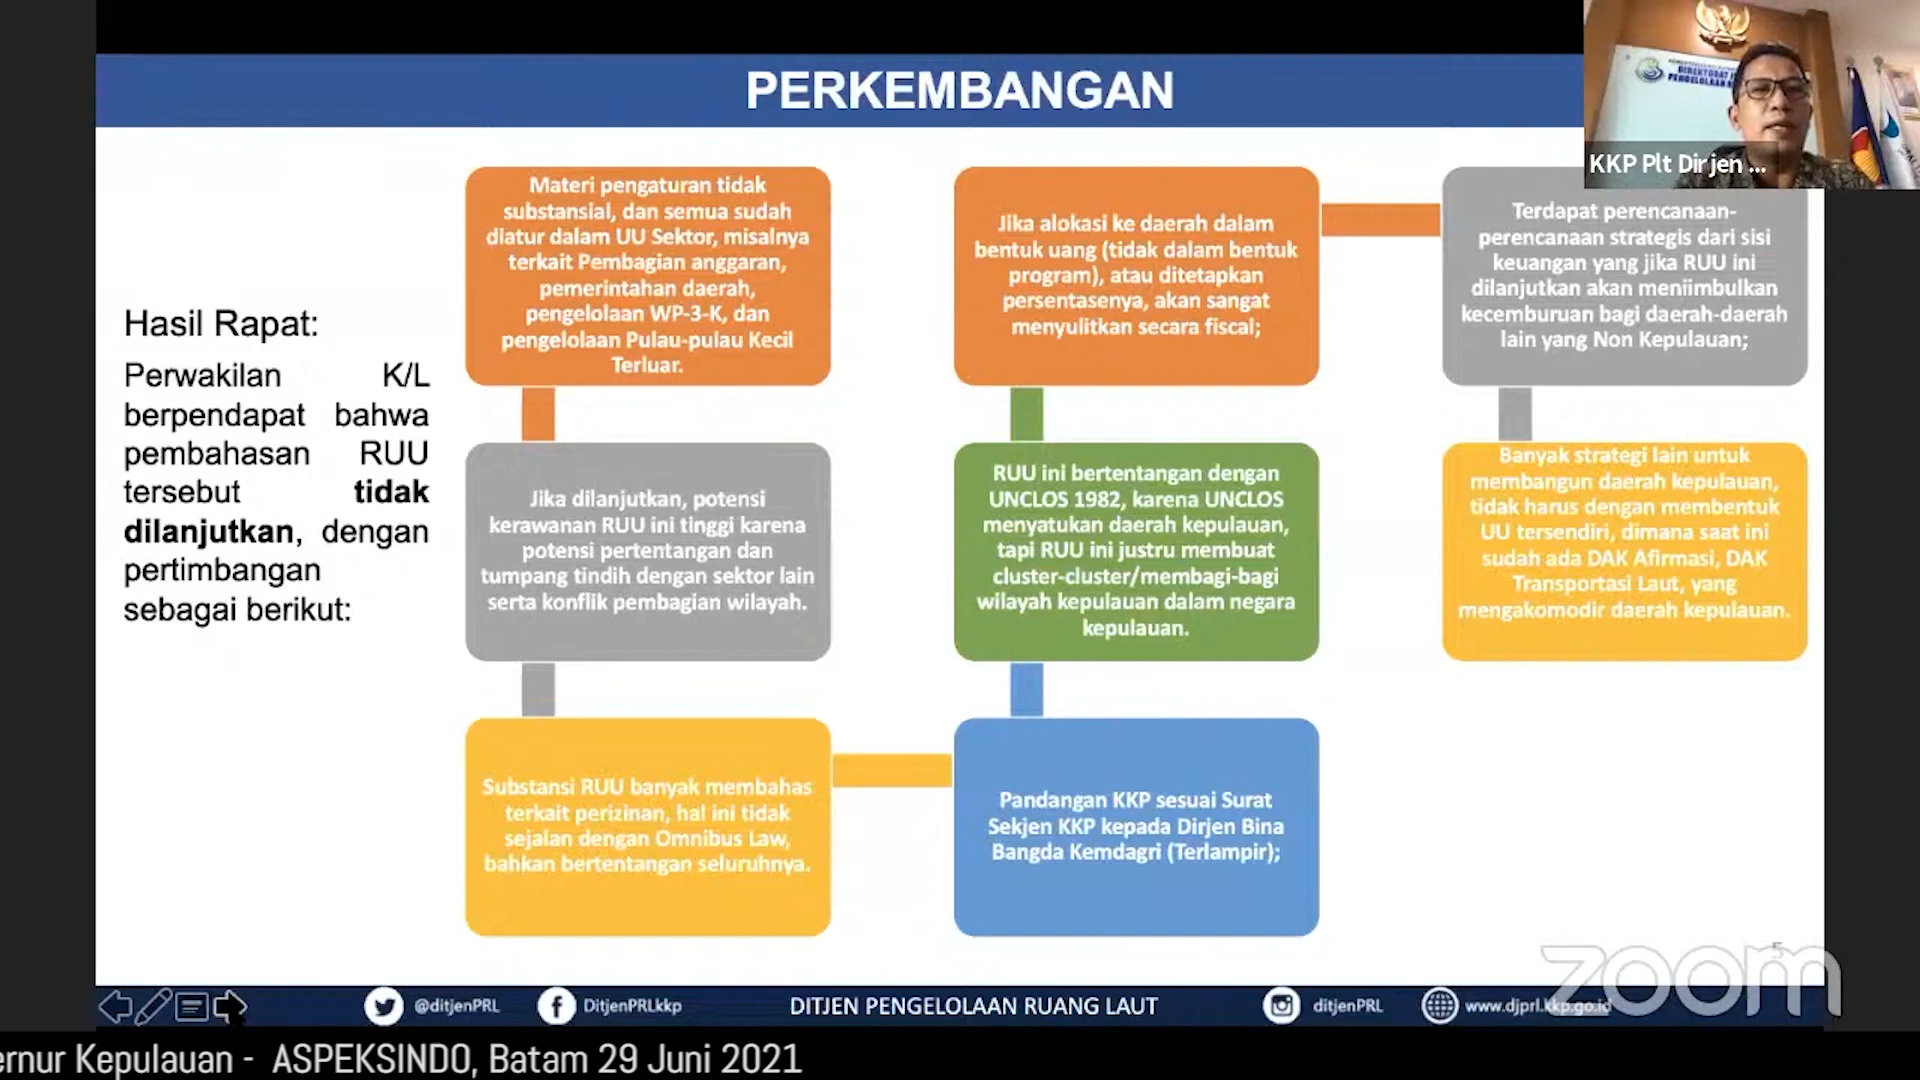 PERKEMBANGAN
KKP Plt Dirjen ...
Hasil Rapat:
Perwakilan K/L
berpendapat bahwa
pembahasan RUU
tersebut tidak
dilanjutkan, dengan
pertimbangan
sebagai berikut:
Materi pengaturan tidak
substansial, dan semua sudah
diatur dalam UU Sektor, misalnya
terkait Pembagian anggaran,
pemerintahan daerah,
pengelolaan WP-3-K, dan
pengelolaan Pulau-pulau Kecil
Terluar.
Jika dilanjutkan, potensi
kerawanan RUU ini tinggi karena
potensi pertentangan dan
tumpang tindih dengan sektor lain
serta konflik pembagian wilayah.
Substansi RUU banyak membahas
terkait perizinan, hal ini tidak
sejalan dengan Omnibus Law,
bahkan bertentangan seluruhnya.
Pandangan KKP sesuai Surat
Sekjen KKP kepada Dirjen Bina
Bangda Kemdagri (Terlampir);
RUU ini bertentangan dengan
UNCLOS 1982, karena UNCLOS
menyatukan daerah kepulauan,
tapi RUU ini justru membuat
cluster-cluster/membagi-bagi
wilayah kepulauan dalam negara
kepulauan.
Jika alokasi ke daerah dalam
bentuk uang (tidak dalam bentuk
program), atau ditetapkan
persentasenya, akan sangat
menyulitkan secara fiscal;
Terdapat perencanaan-
perencanaan strategis dari sisi
keuangan yang jika RUU ini
dilanjutkan akan meniimbulkan
kecemburuan bagi daerah-daerah
lain yang Non Kepulauan;
Banyak strategi lain untuk
membangun daerah kepulauan,
tidak harus dengan membentuk
UU tersendiri, dimana saat ini
sudah ada DAK Afirmasi, DAK
Transportasi Laut, yang
mengakomodir daerah kepulauan.
5
zoom
@ditjenPRL
DitjenPRLkkp
DITJEN PENGELOLAAN RUANG LAUT
ditjenPRL
www.djprl.kkp.go.id
ernur Kepulauan - ASPEKSINDO, Batam 29 Juni 2021